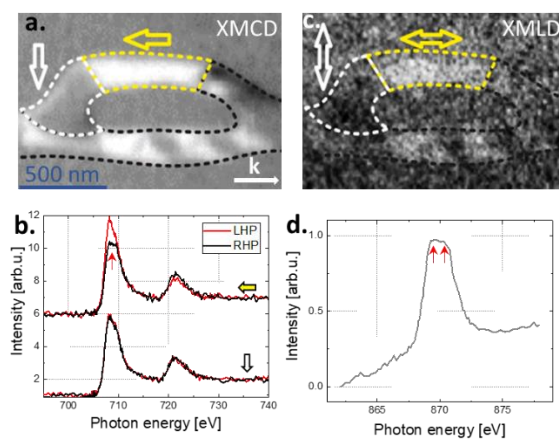 a.
XMCD
500 nm
k
c.
XMLD
b.
Intensity [arb.u.]
12
10
8
6
4
2
LHP
RHP
700
710
720
730
740
Photon energy [eV]
d.
Intensity [arb.u.]
1.0
0.5
0.0
865
870
875
Photon energy [eV]